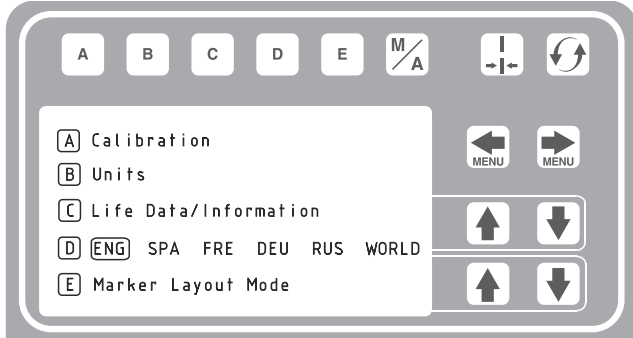 A B C D E M/A
A Calibration
MENU MENU
B Units
C Life Data/Information
D ENG SPA FRE DEU RUS WORLD
E Marker Layout Mode